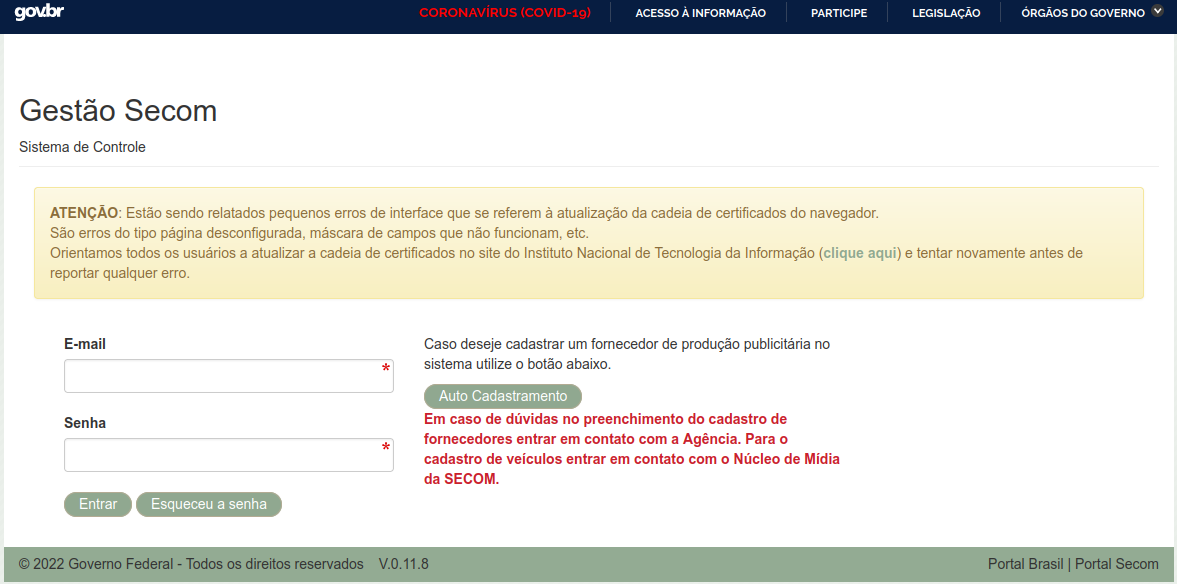 gov.br
CORONAVÍRUS (COVID-19)
ACESSO À INFORMAÇÃO
PARTICIPE
LEGISLAÇÃO
ÓRGÃOS DO GOVERNO
Gestão Secom
Sistema de Controle
ATENÇÃO: Estão sendo relatados pequenos erros de interface que se referem à atualização da cadeia de certificados do navegador.
São erros do tipo página desconfigurada, máscara de campos que não funcionam, etc.
Orientamos todos os usuários a atualizar a cadeia de certificados no site do Instituto Nacional de Tecnologia da Informação (clique aqui) e tentar novamente antes de
reportar qualquer erro.
E-mail
*
Senha
*
Entrar
Esqueceu a senha
Caso deseje cadastrar um fornecedor de produção publicitária no
sistema utilize o botão abaixo.
Auto Cadastramento
Em caso de dúvidas no preenchimento do cadastro de
fornecedores entrar em contato com a Agência. Para o
cadastro de veículos entrar em contato com o Núcleo de Mídia
da SECOM.
© 2022 Governo Federal - Todos os direitos reservados V.0.11.8
Portal Brasil | Portal Secom